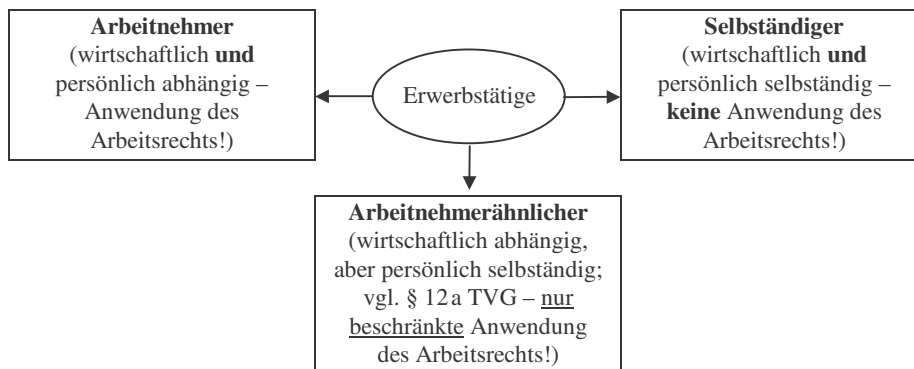 Arbeitnehmer
(wirtschaftlich und
persönlich abhängig –
Anwendung des
Arbeitsrechts!)
Erwerbstätige
Selbständiger
(wirtschaftlich und
persönlich selbständig –
keine Anwendung des
Arbeitsrechts!)
Arbeitnehmerähnlicher
(wirtschaftlich abhängig,
aber persönlich selbständig;
vgl. § 12 a TVG – nur
beschränkte Anwendung
des Arbeitsrechts!)